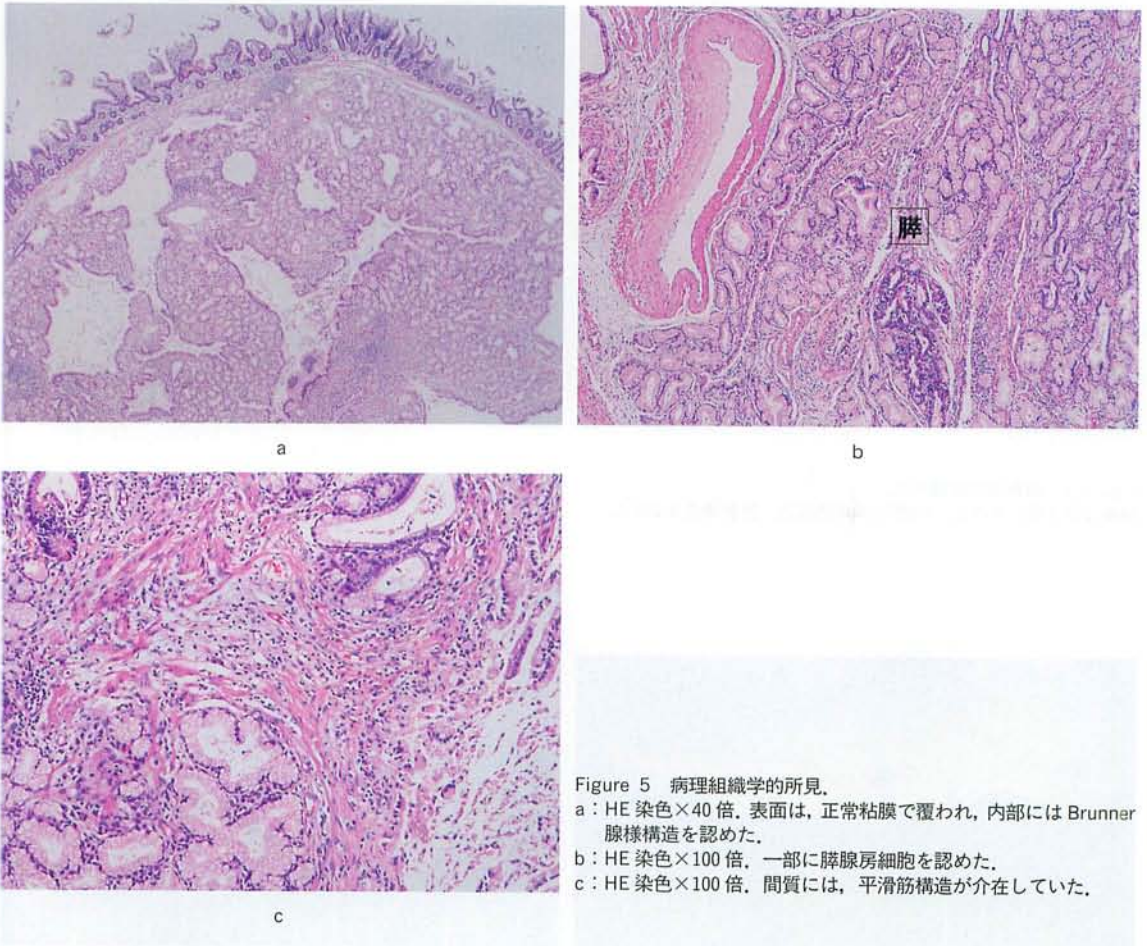 a
膵
b
c
Figure 5 病理組織学的所見.
a：HE 染色×40 倍．表面は，正常粘膜で覆われ，内部には Brunner
腺様構造を認めた．
b：HE 染色×100 倍．一部に膵腺房細胞を認めた．
c：HE 染色×100 倍．間質には，平滑筋構造が介在していた．